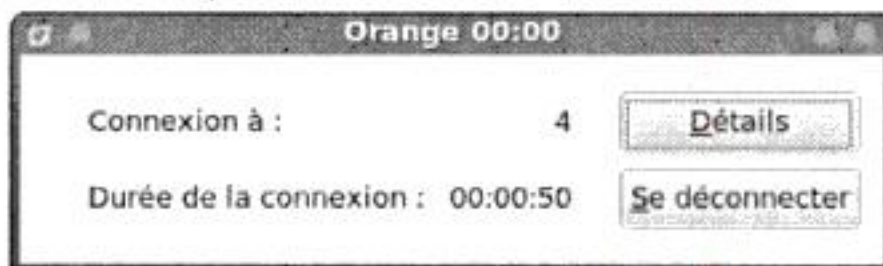 Orange 00:00
Connexion à : 4 Détails
Durée de la connexion : 00:00:50 Se déconnecter